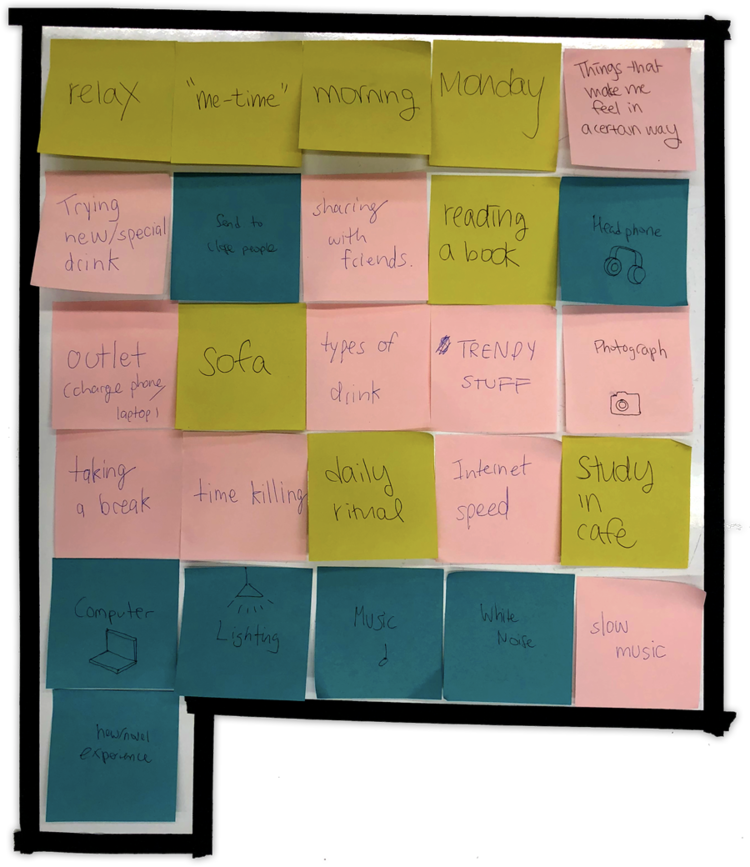 relax
"me-time"
morning
Monday
Things that
make me
feel in
a certain way
Trying
new/special
drink
Send to
close people
sharing
with
friends.
reading
a book
Headphone
outlet
(charge phone/
laptop)
Sofa
types of
drink
TRENDY
STUFF
Photograph
taking
a break
time killing
daily
ritual
Internet
speed
Study
in
cafe
Computer
Lighting
Music
White
Noise
slow
music
new/novel
experience